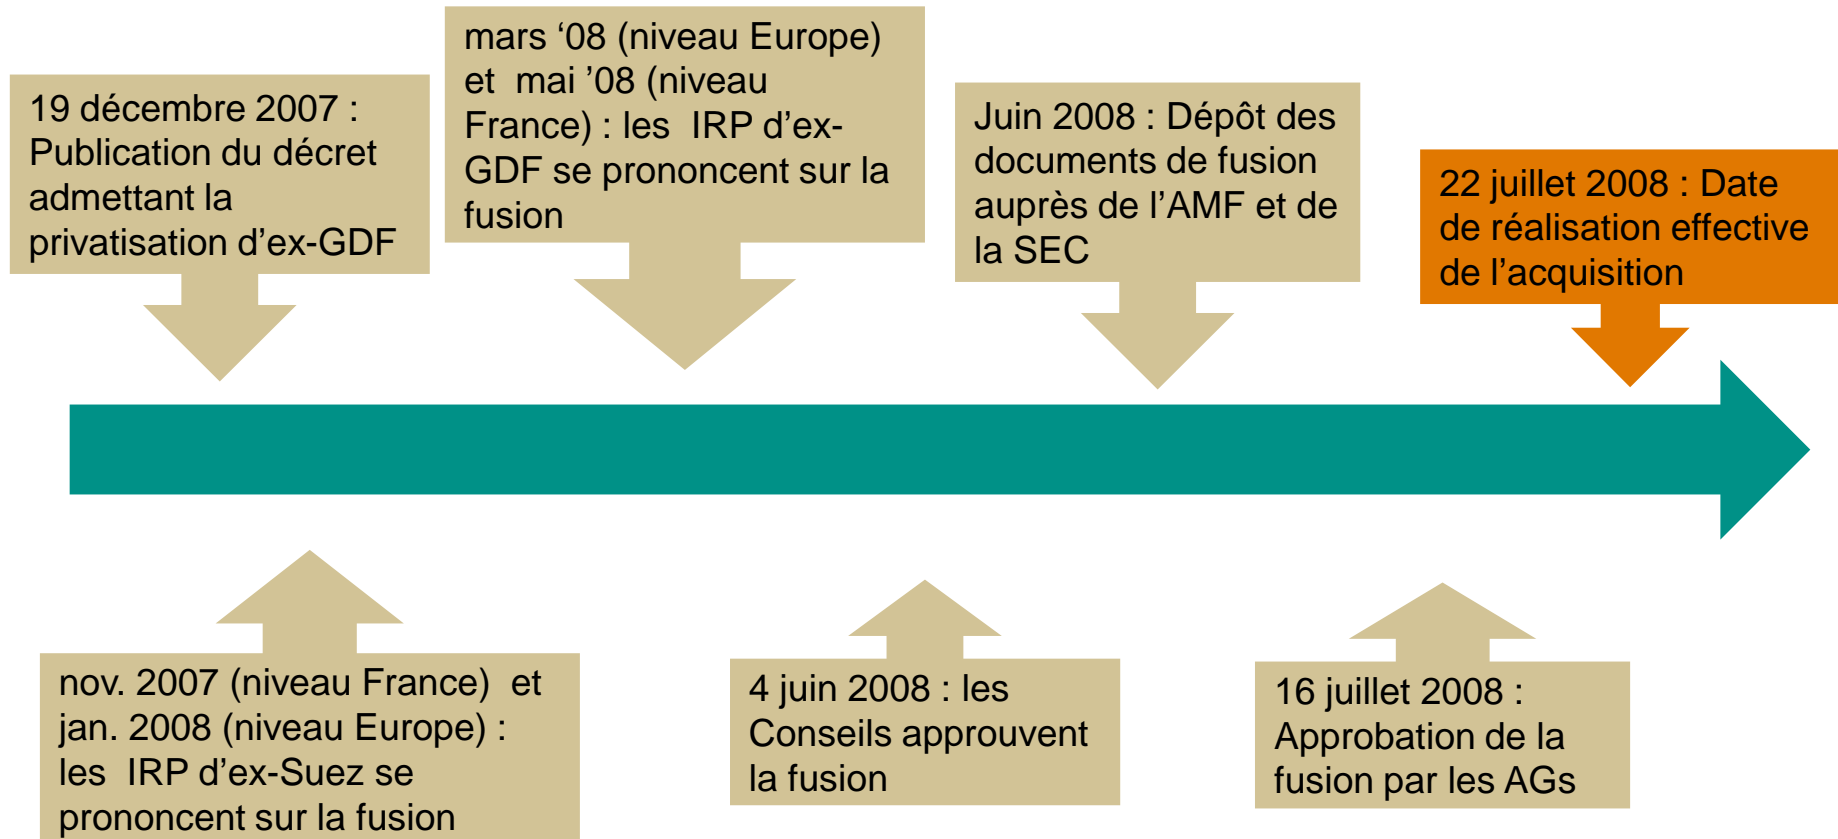 19 décembre 2007 :
Publication du décret
admettant la
privatisation d’ex-GDF
mars ‘08 (niveau Europe)
et mai ’08 (niveau
France) : les IRP d’ex-
GDF se prononcent sur la
fusion
Juin 2008 : Dépôt des
documents de fusion
auprès de l’AMF et de
la SEC
22 juillet 2008 : Date
de réalisation effective
de l’acquisition
nov. 2007 (niveau France) et
jan. 2008 (niveau Europe) :
les IRP d’ex-Suez se
prononcent sur la fusion
4 juin 2008 : les
Conseils approuvent
la fusion
16 juillet 2008 :
Approbation de la
fusion par les AGs